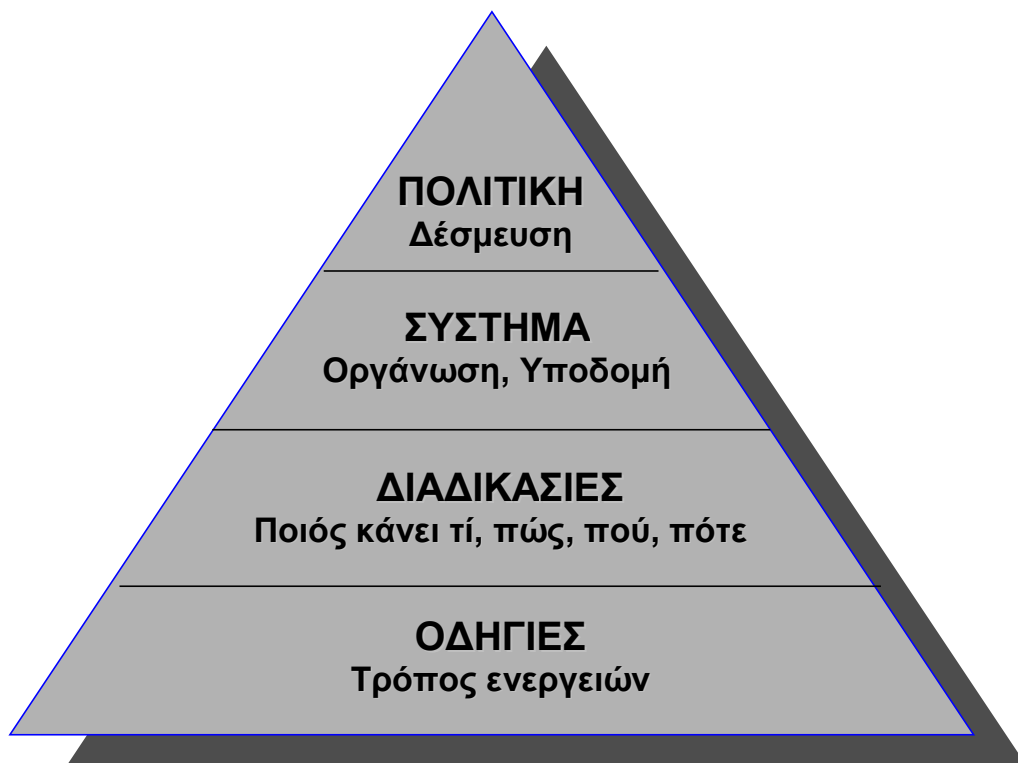 ΠΟΛΙΤΙΚΗ
Δέσμευση
ΣΥΣΤΗΜΑ
Οργάνωση, Υποδομή
ΔΙΑΔΙΚΑΣΙΕΣ
Ποιός κάνει τί, πώς, πού, πότε
ΟΔΗΓΙΕΣ
Τρόπος ενεργειών